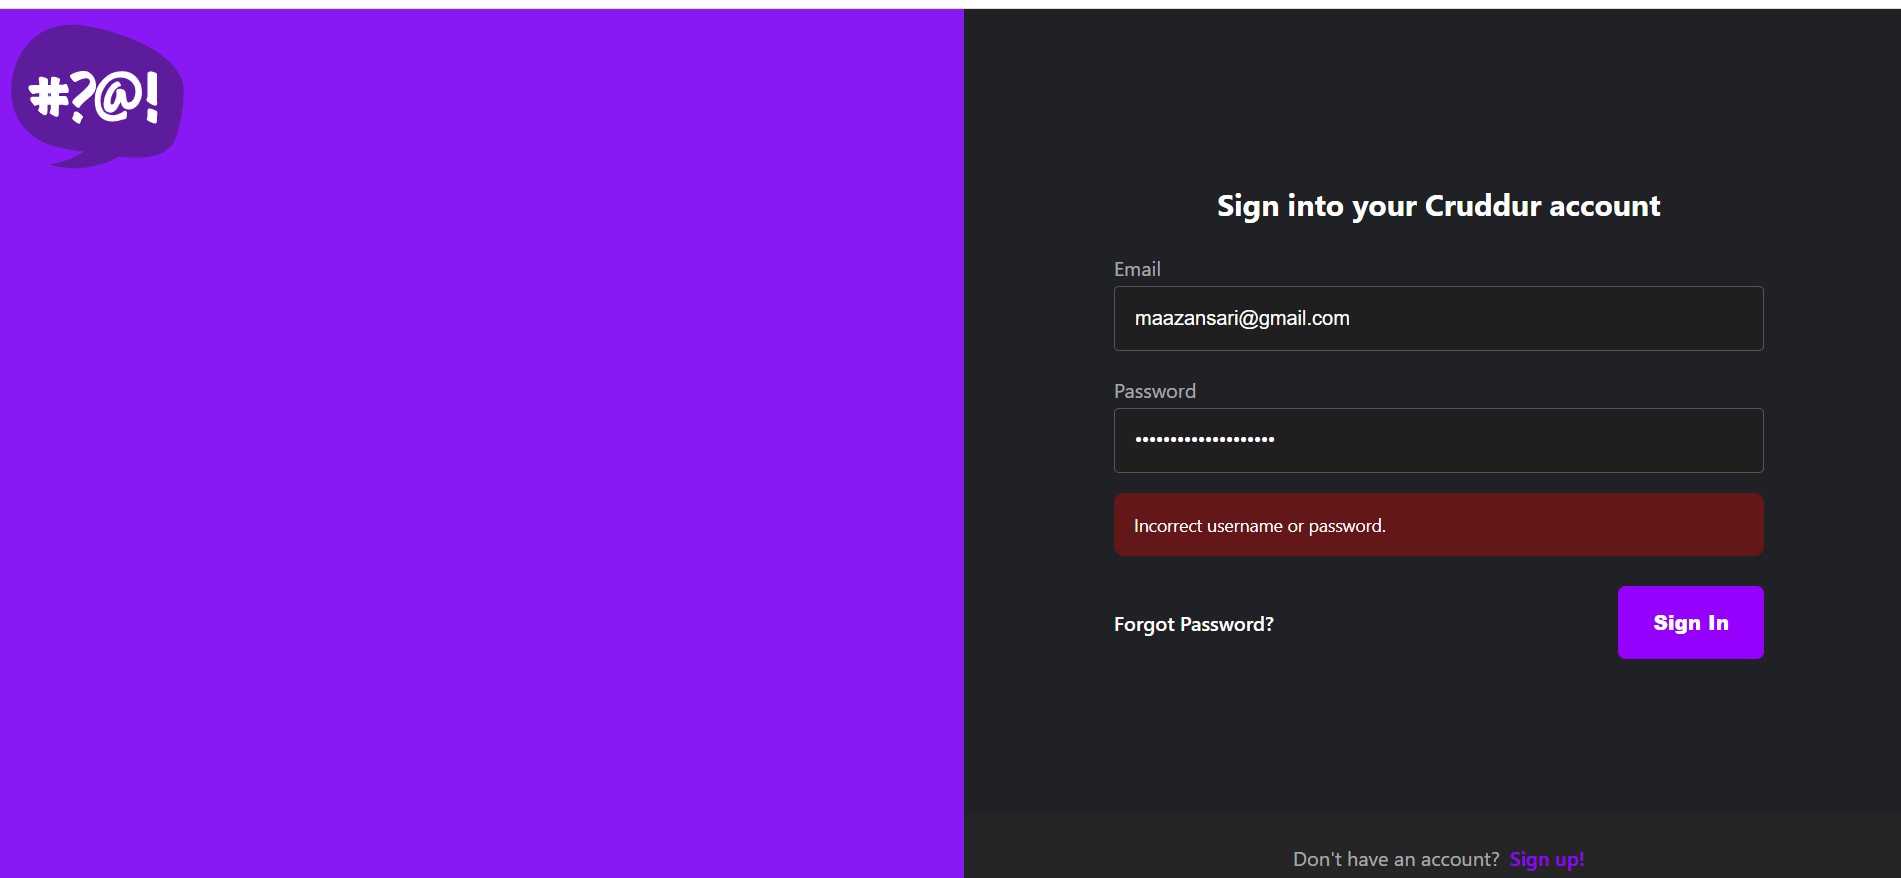 #?@!
Sign into your Cruddur account
Email
maazansari@gmail.com
Password
••••••••••••••••••••
Incorrect username or password.
Forgot Password?
Sign In
Don't have an account? Sign up!